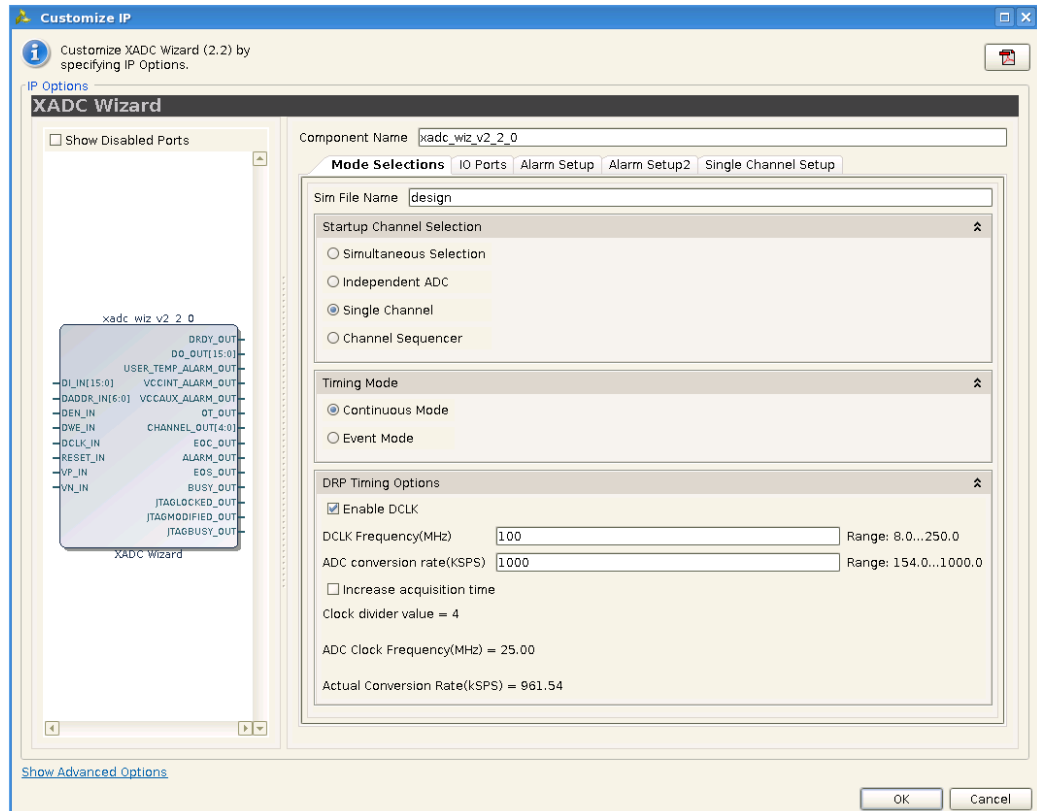 Customize IP
Customize XADC Wizard (2.2) by
specifying IP Options.
IP Options
XADC Wizard
Show Disabled Ports
xadc_wiz_v2_2_0
DRDY_OUT
DO_OUT[15:0]
USER_TEMP_ALARM_OUT
DI_IN[15:0] VCCINT_ALARM_OUT
DADDR_IN[6:0] VCCAUX_ALARM_OUT
DEN_IN OT_OUT
DWE_IN CHANNEL_OUT[4:0]
DCLK_IN EOC_OUT
RESET_IN ALARM_OUT
VP_IN EOS_OUT
VN_IN BUSY_OUT
JTAGLOCKED_OUT
JTAGMODIFIED_OUT
JTAGBUSY_OUT
XADC Wizard
Component Name xadc_wiz_v2_2_0
Mode Selections IO Ports Alarm Setup Alarm Setup2 Single Channel Setup
Sim File Name design
Startup Channel Selection
Simultaneous Selection
Independent ADC
Single Channel
Channel Sequencer
Timing Mode
Continuous Mode
Event Mode
DRP Timing Options
Enable DCLK
DCLK Frequency(MHz) 100 Range: 8.0...250.0
ADC conversion rate(KSPS) 1000 Range: 154.0...1000.0
Increase acquisition time
Clock divider value = 4
ADC Clock Frequency(MHz) = 25.00
Actual Conversion Rate(kSPS) = 961.54
Show Advanced Options
OK Cancel